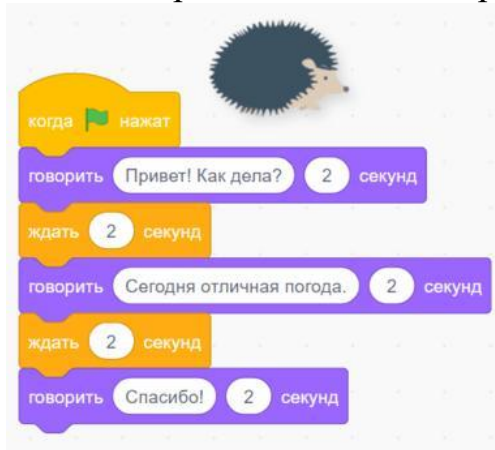 когда нажат
говорить Привет! Как дела? 2 секунд
ждать 2 секунд
говорить Сегодня отличная погода. 2 секунд
ждать 2 секунд
говорить Спасибо! 2 секунд